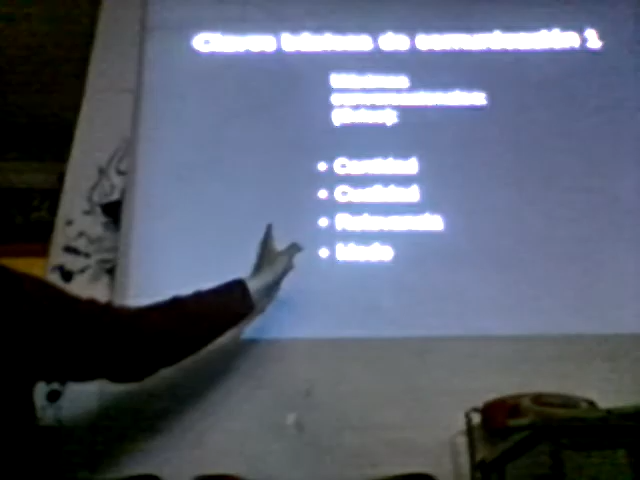 Claves básicas de comunicación 1.
Máximas
conversacionales
(Grice):
• Cantidad
• Cualidad
• Relevancia
• Modo